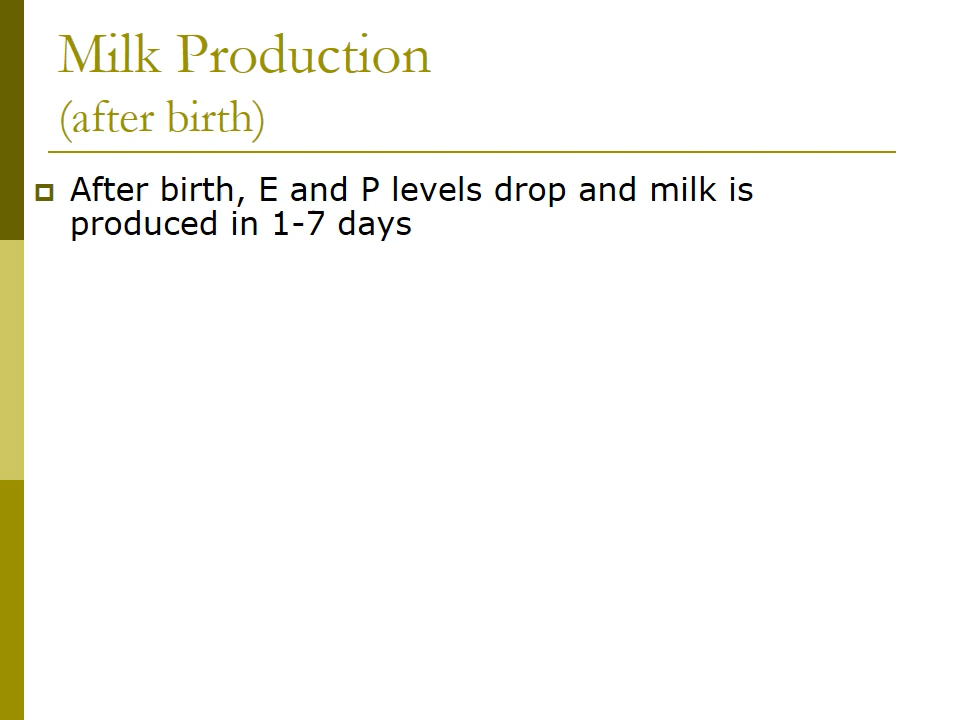 Milk Production
(after birth)
After birth, E and P levels drop and milk is
produced in 1-7 days